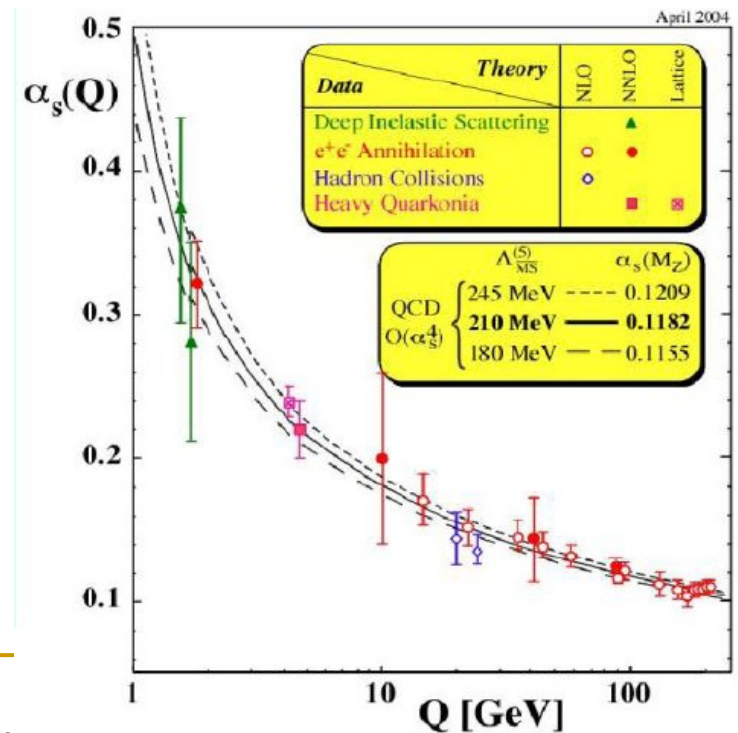 April 2004
0.5
αs(Q)
0.4
0.3
0.2
0.1
Theory
Data
NLO
NNLO
Lattice
Deep Inelastic Scattering
e⁺e⁻ Annihilation
Hadron Collisions
Heavy Quarkonia
Λ(5)MS αs(MZ)
QCD
O(αs⁴)
245 MeV 0.1209
210 MeV 0.1182
180 MeV 0.1155
1 10 100
Q [GeV]